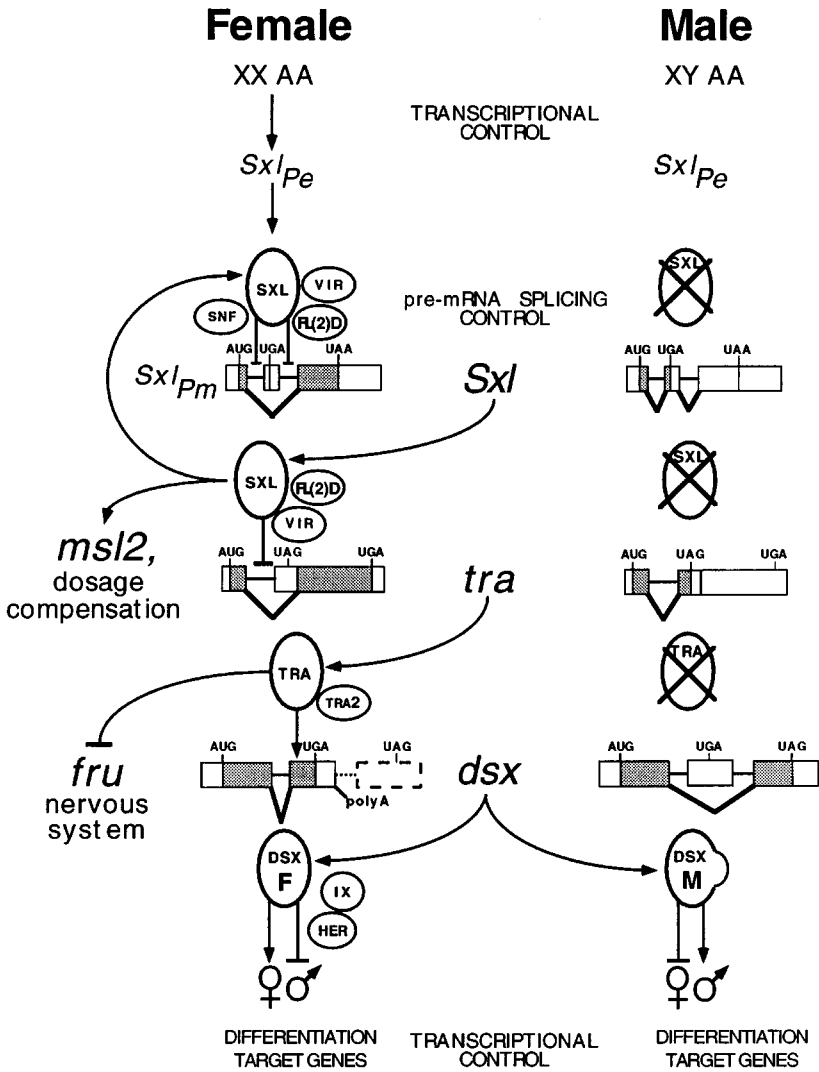 Female
Male
XX AA
XY AA
TRANSCRIPTIONAL
CONTROL
Sxl Pe
Sxl Pe
SXL
VIR
SNF
FL(2)D
SXL
pre-mRNA SPLICING
CONTROL
AUG UGA UAA
Sxl Pm
Sxl
AUG UGA UAA
SXL
FL(2)D
VIR
SXL
msl2,
dosage
compensation
AUG UAG UGA
tra
AUG UAG UGA
TRA
TRA2
TRA
fru
nervous
system
AUG UGA UAG
polyA
dsx
AUG UGA UAG
DSX
F
IX
HER
DSX
M
DIFFERENTIATION
TARGET GENES
TRANSCRIPTIONAL
CONTROL
DIFFERENTIATION
TARGET GENES